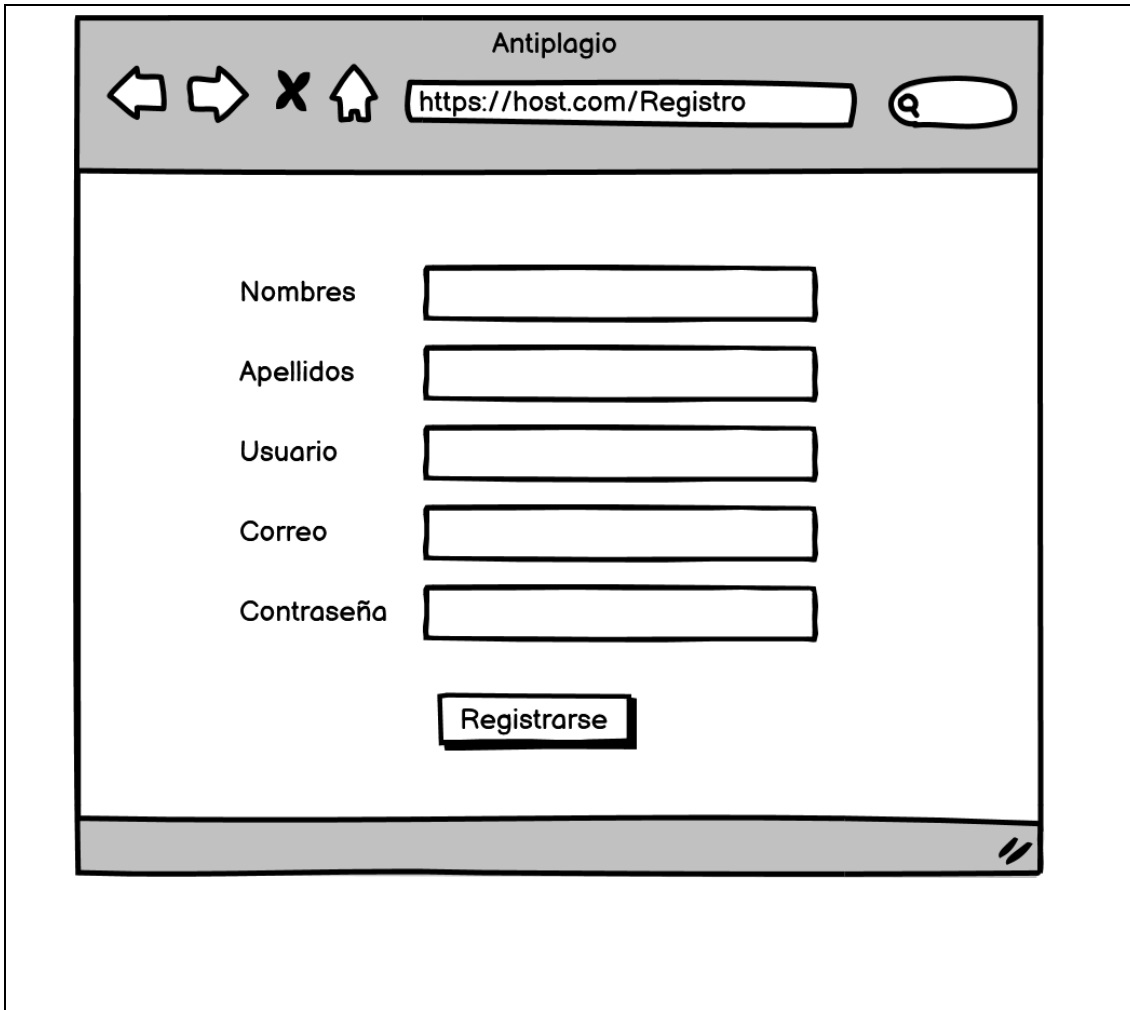 Antiplagio
https://host.com/Registro
Nombres
Apellidos
Usuario
Correo
Contraseña
Registrarse